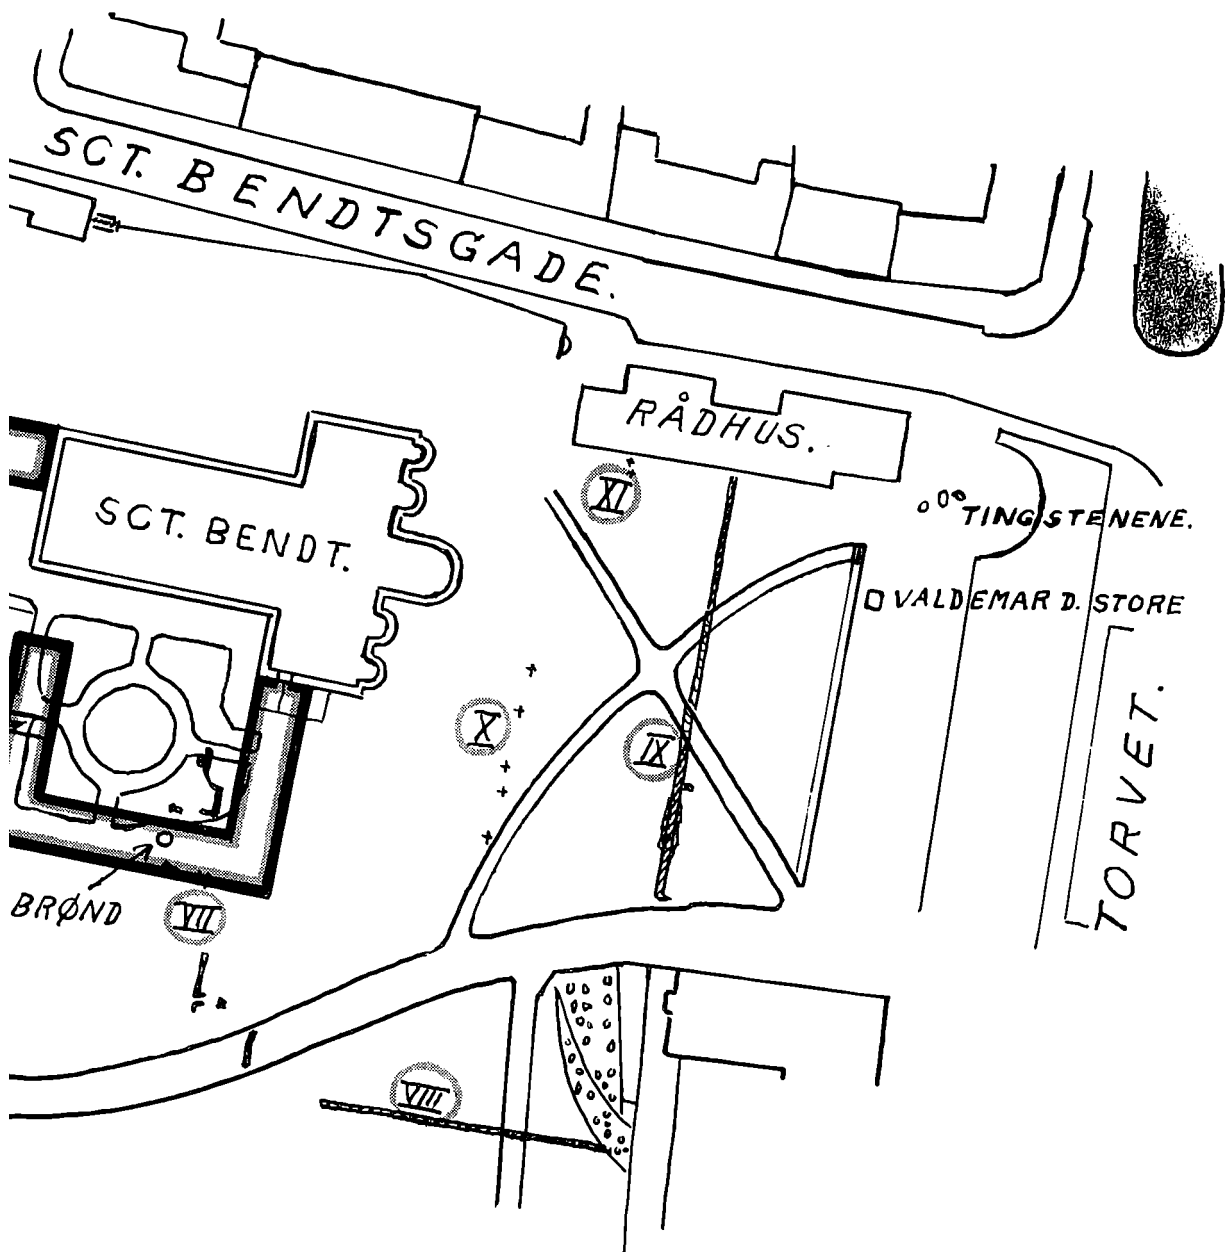 SCT. BENDTSGADE.
RÅDHUS.
XI
TINGSTENENE.
SCT. BENDT.
VALDEMAR D. STORE
X
IX
TORVET.
BRØND
VII
VIII